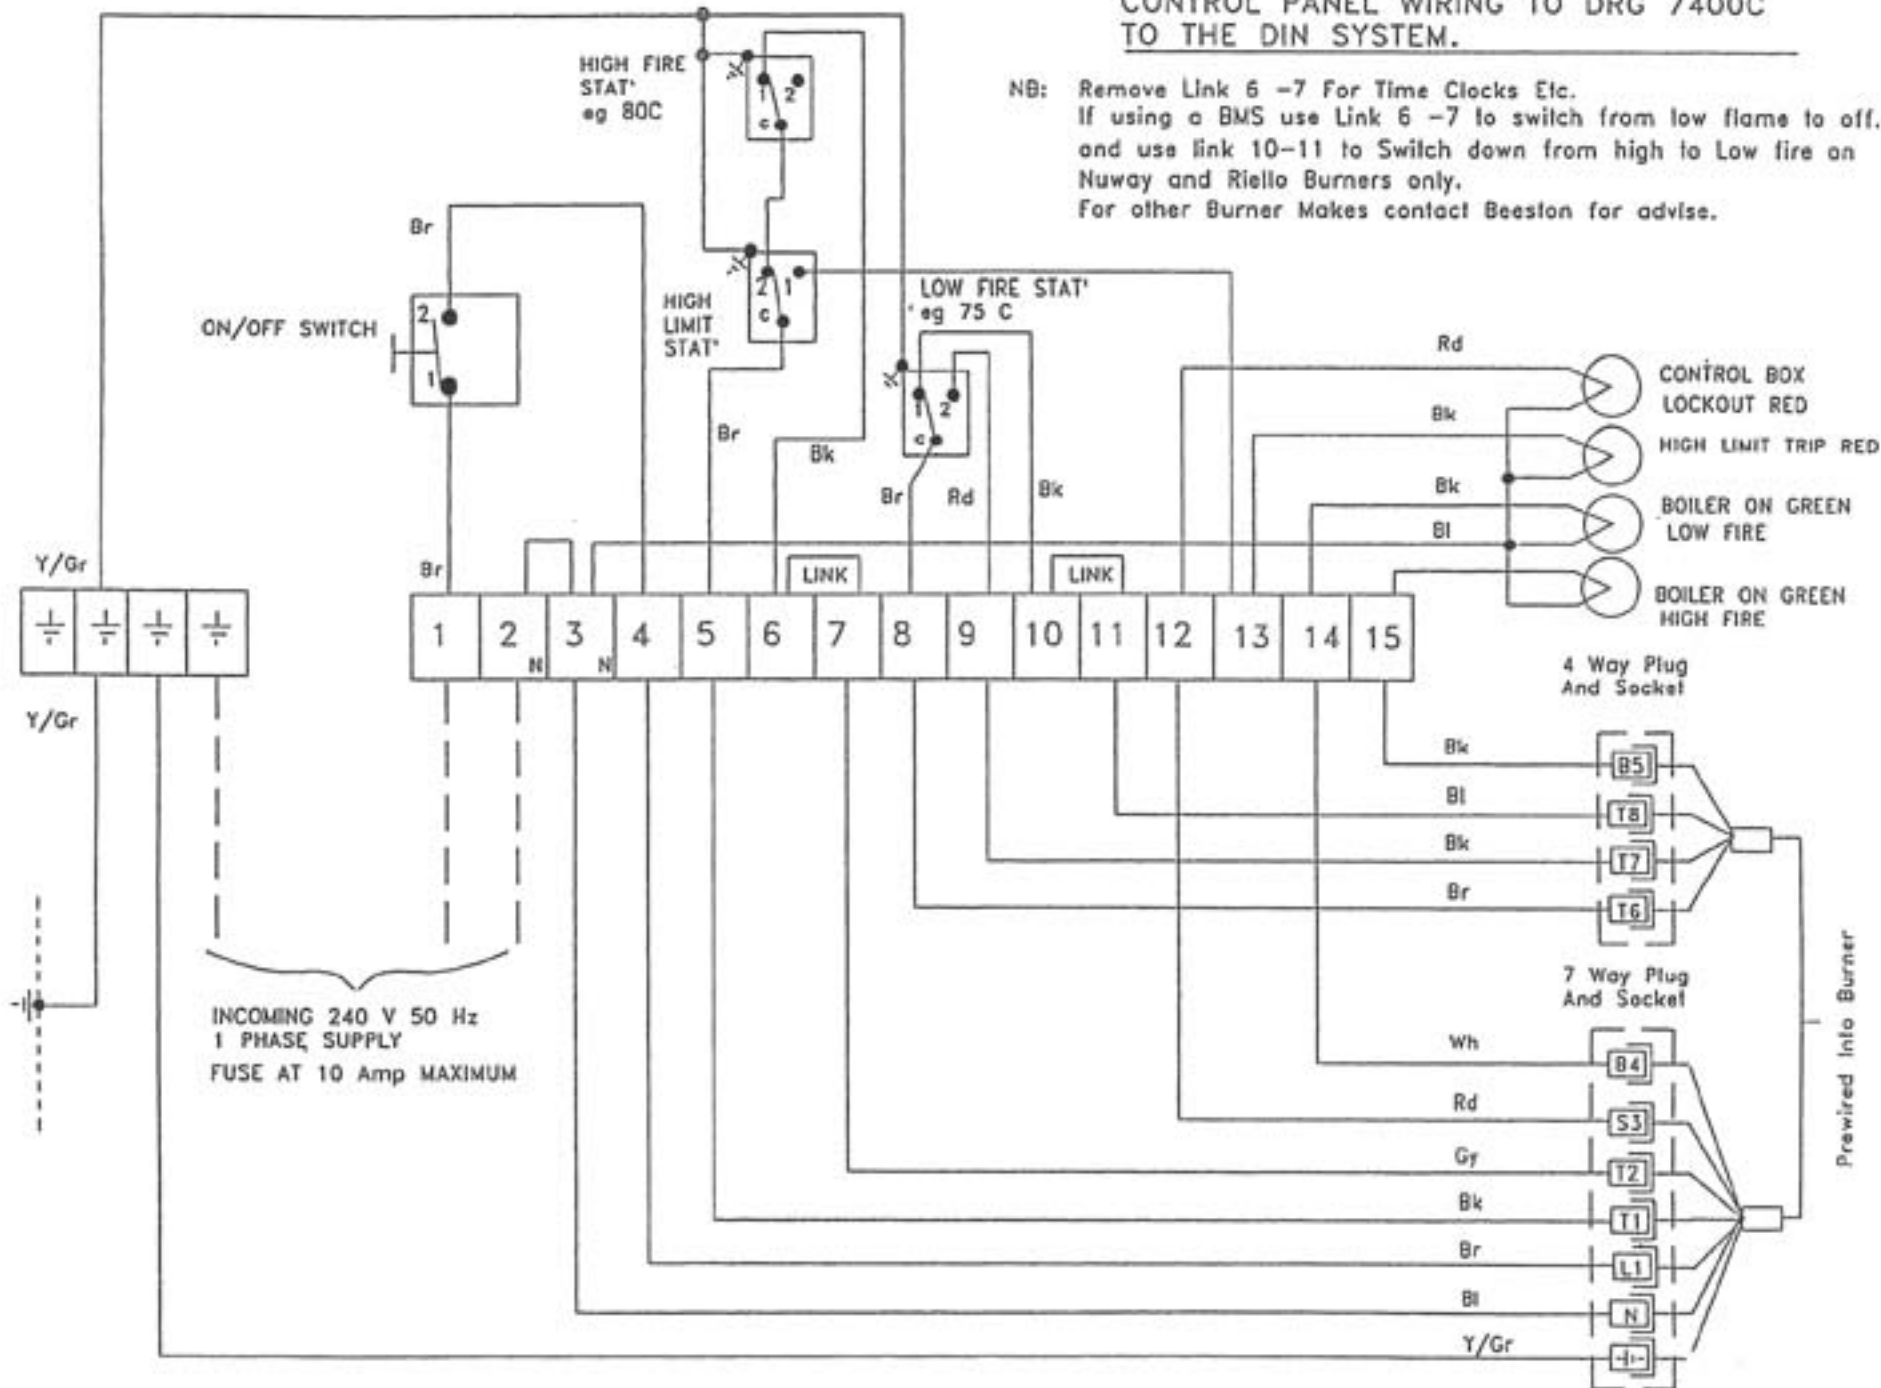 CONTROL PANEL WIRING TO DRG 7400C
TO THE DIN SYSTEM.
NB: Remove Link 6 -7 For Time Clocks Etc.
If using a BMS use Link 6 -7 to switch from low flame to off.
and use link 10-11 to Switch down from high to Low fire on
Nuway and Riello Burners only.
For other Burner Makes contact Beeston for advise.
HIGH FIRE
STAT'
eg 80C
1 2
c
Br
ON/OFF SWITCH
2
1
HIGH
LIMIT
STAT'
2 1
c
LOW FIRE STAT'
eg 75 C
1 2
c
Br
Bk
Br
Rd
Bk
Rd
CONTROL BOX
LOCKOUT RED
Bk
HIGH LIMIT TRIP RED
Bk
BOILER ON GREEN
LOW FIRE
Bl
BOILER ON GREEN
HIGH FIRE
Y/Gr
Br
LINK
LINK
1 2 N 3 N 4 5 6 7 8 9 10 11 12 13 14 15
Y/Gr
4 Way Plug
And Socket
Bk B5
Bl T8
Bk T7
Br T6
INCOMING 240 V 50 Hz
1 PHASE SUPPLY
FUSE AT 10 Amp MAXIMUM
7 Way Plug
And Socket
Wh B4
Rd S3
Gy T2
Bk T1
Br L1
Bl N
Y/Gr
Prewired Into Burner